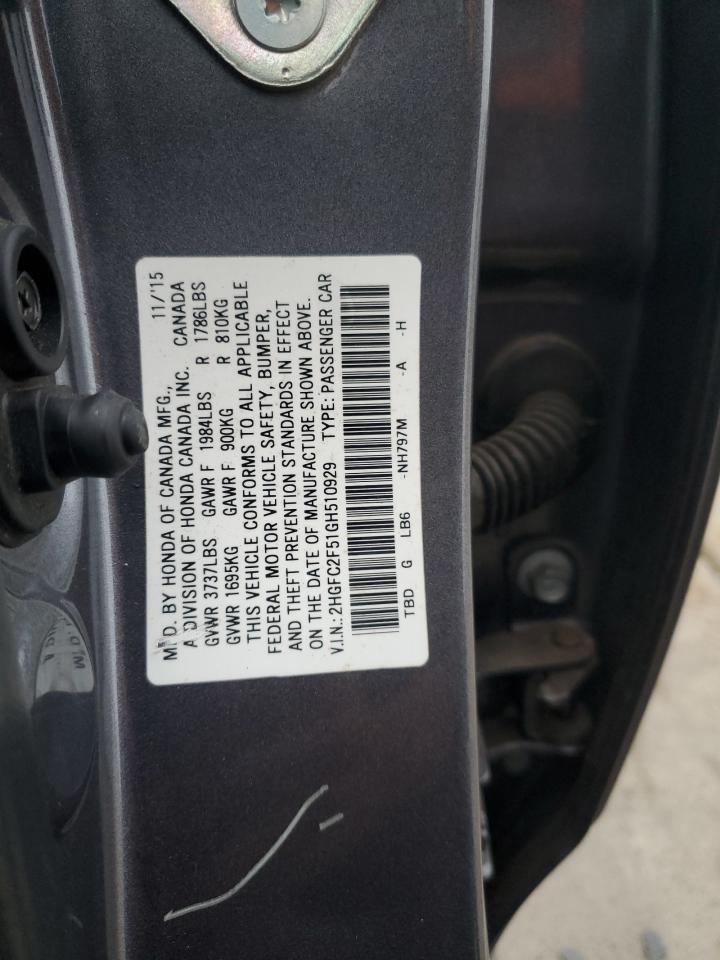 MFD. BY HONDA OF CANADA MFG., 11/'15
A DIVISION OF HONDA CANADA INC. CANADA
GVWR 3737LBS GAWR F 1984LBS R 1786LBS
GVWR 1695KG GAWR F 900KG R 810KG
THIS VEHICLE CONFORMS TO ALL APPLICABLE
FEDERAL MOTOR VEHICLE SAFETY, BUMPER,
AND THEFT PREVENTION STANDARDS IN EFFECT
ON THE DATE OF MANUFACTURE SHOWN ABOVE.
V.I.N.: 2HGFC2F51GH510929 TYPE: PASSENGER CAR
TBD G LB6 -NH797M -A -H